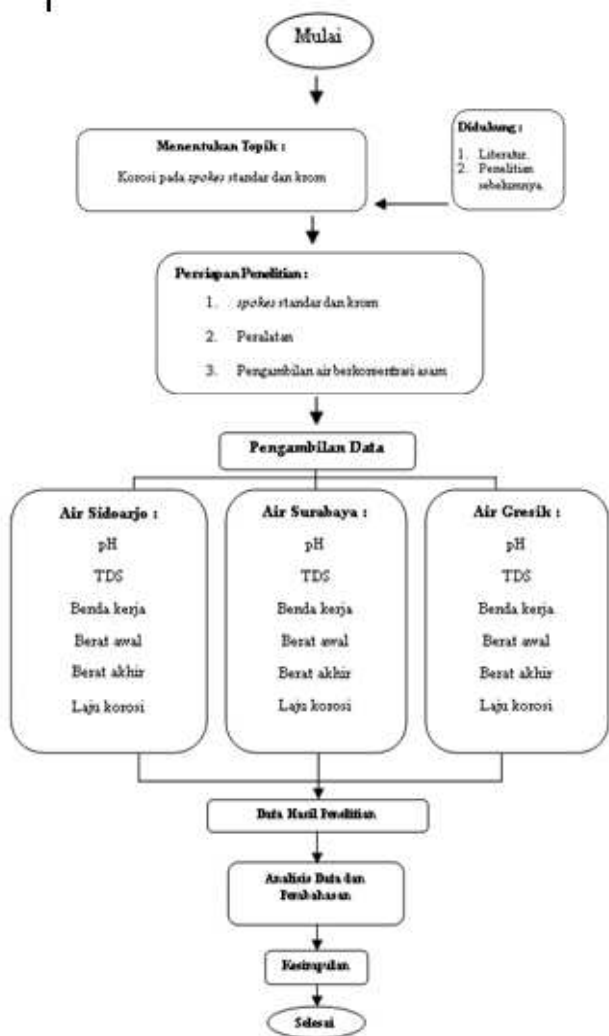 Mulai
Menentukan Topik :
Korosi pada spokes standar dan krom
Didukung :
1. Literatur.
2. Penelitian
sebelumnya.
Persiapan Penelitian :
1. spokes standar dan krom
2. Peralatan
3. Pengambilan air berkonsentrasi asam
Pengambilan Data
Air Sidoarjo :
pH
TDS
Benda kerja
Berat awal
Berat akhir
Laju korosi
Air Surabaya :
pH
TDS
Benda kerja
Berat awal
Berat akhir
Laju korosi
Air Gresik :
pH
TDS
Benda kerja
Berat awal
Berat akhir
Laju korosi
Data Hasil Penelitian
Analisis Data dan
Pembahasan
Kesimpulan
Selesai